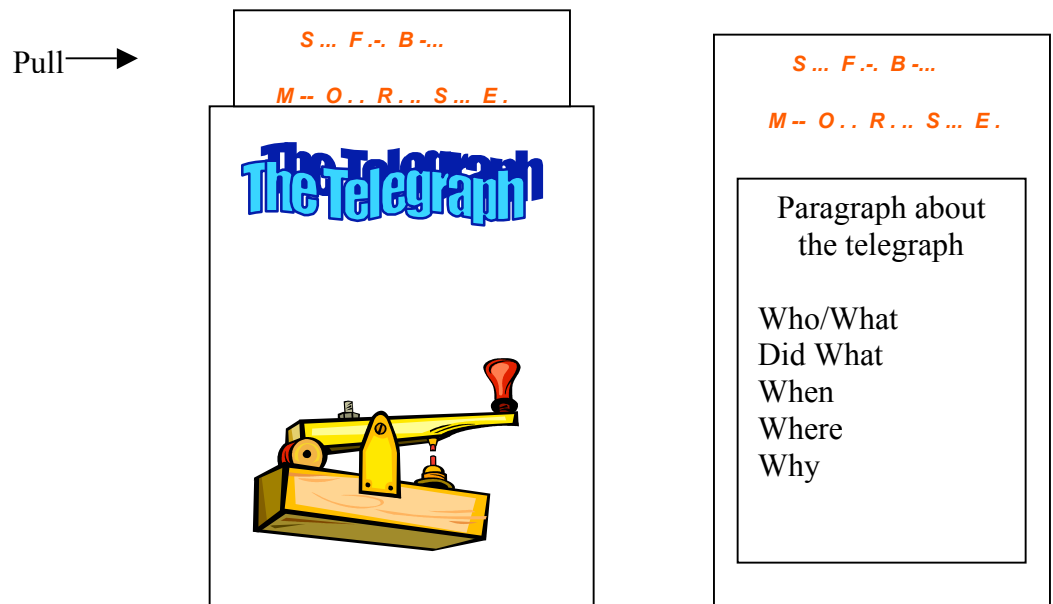 Pull
S ... F .-. B -...
M -- O . . R . .. S ... E .
The Telegraph
S ... F .-. B -...
M -- O . . R . .. S ... E .
Paragraph about
the telegraph
Who/What
Did What
When
Where
Why